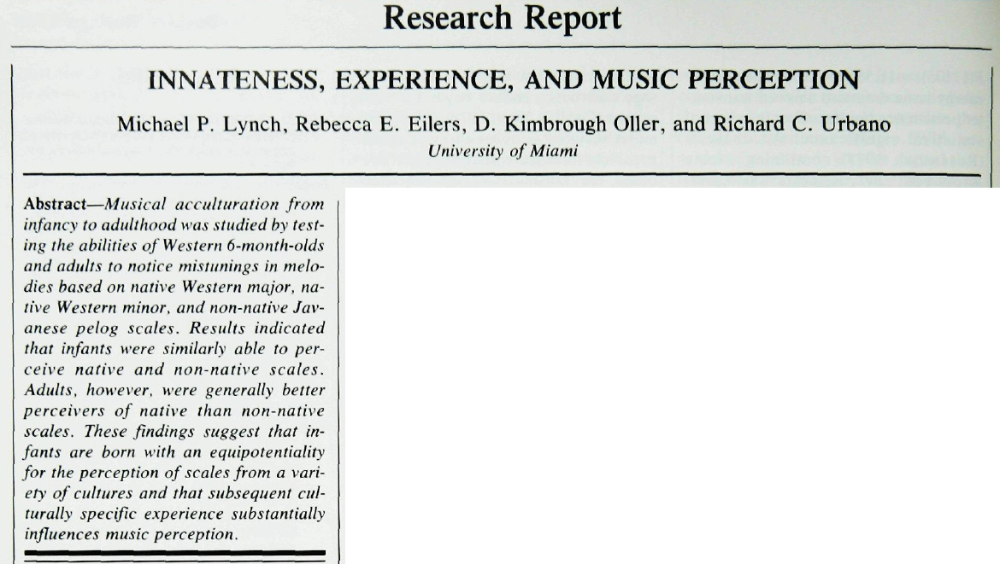 Research Report
INNATENESS, EXPERIENCE, AND MUSIC PERCEPTION
Michael P. Lynch, Rebecca E. Eilers, D. Kimbrough Oller, and Richard C. Urbano
University of Miami
Abstract—Musical acculturation from
infancy to adulthood was studied by test-
ing the abilities of Western 6-month-olds
and adults to notice mistunings in melo-
dies based on native Western major, na-
tive Western minor, and non-native Jav-
anese pelog scales. Results indicated
that infants were similarly able to per-
ceive native and non-native scales.
Adults, however, were generally better
perceivers of native than non-native
scales. These findings suggest that in-
fants are born with an equipotentiality
for the perception of scales from a vari-
ety of cultures and that subsequent cul-
turally specific experience substantially
influences music perception.